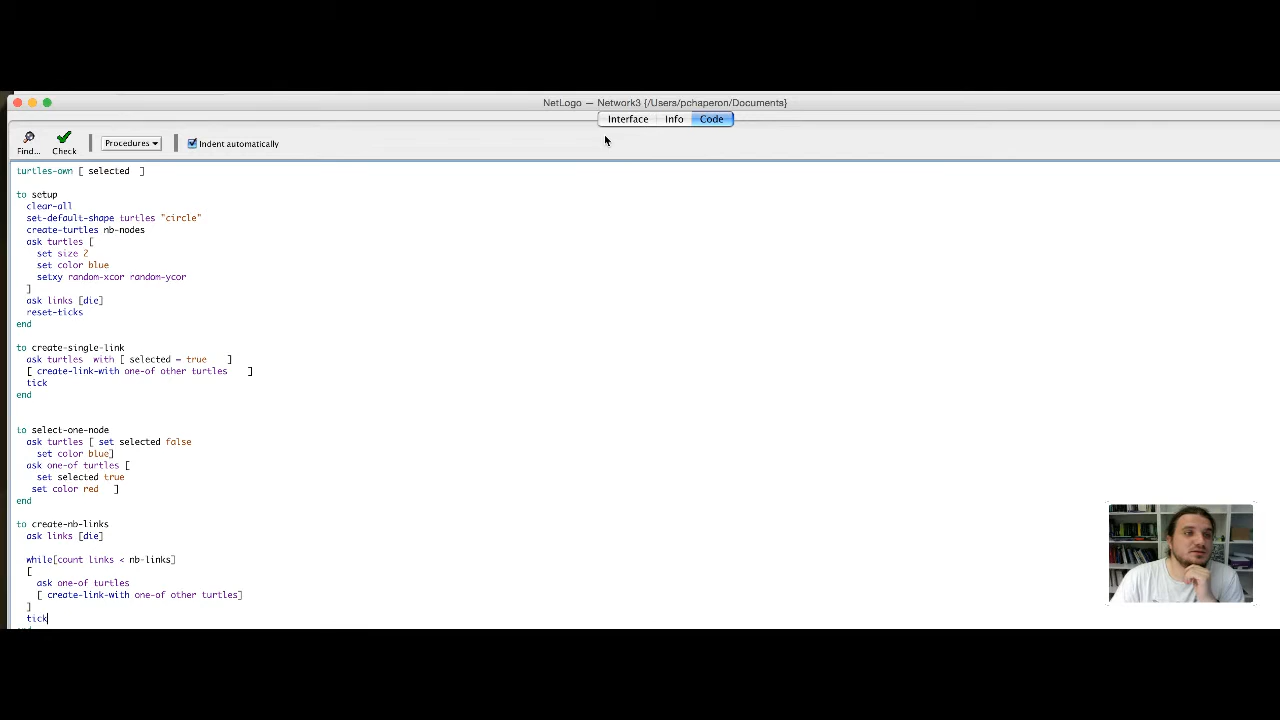 NetLogo — Network3 {/Users/pchaperon/Documents}
Interface Info Code
Find... Check Procedures Indent automatically
turtles-own [ selected ]
to setup
clear-all
set-default-shape turtles "circle"
create-turtles nb-nodes
ask turtles [
set size 2
set color blue
setxy random-xcor random-ycor
]
ask links [die]
reset-ticks
end
to create-single-link
ask turtles with [ selected = true ]
[ create-link-with one-of other turtles ]
tick
end
to select-one-node
ask turtles [ set selected false
set color blue]
ask one-of turtles [
set selected true
set color red ]
end
to create-nb-links
ask links [die]
while[count links < nb-links]
[
ask one-of turtles
[ create-link-with one-of other turtles]
]
tick